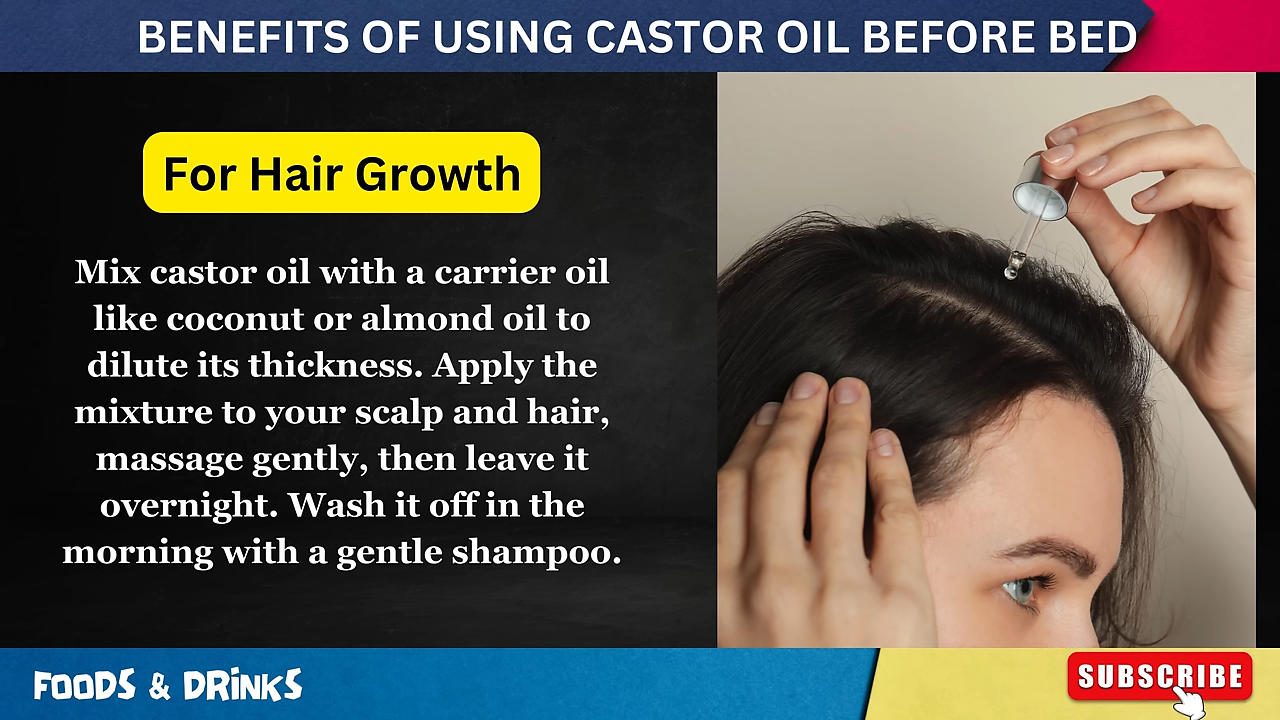 BENEFITS OF USING CASTOR OIL BEFORE BED
For Hair Growth
Mix castor oil with a carrier oil
like coconut or almond oil to
dilute its thickness. Apply the
mixture to your scalp and hair,
massage gently, then leave it
overnight. Wash it off in the
morning with a gentle shampoo.
FOODS & DRiNKS
SUBSCRIBE